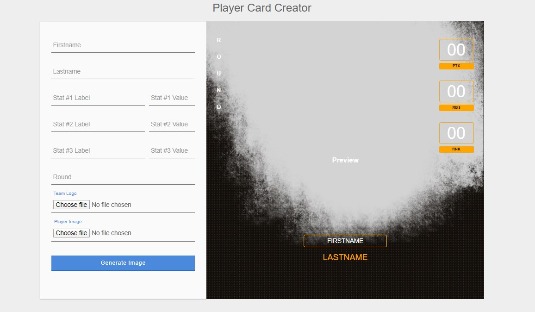 Player Card Creator
Firstname
Lastname
Stat #1 Label Stat #1 Value
Stat #2 Label Stat #2 Value
Stat #3 Label Stat #3 Value
Round
Team Logo
Choose file No file chosen
Player Image
Choose file No file chosen
Generate Image
R
O
U
N
D
00
PTS
00
00
Preview
FIRSTNAME
LASTNAME